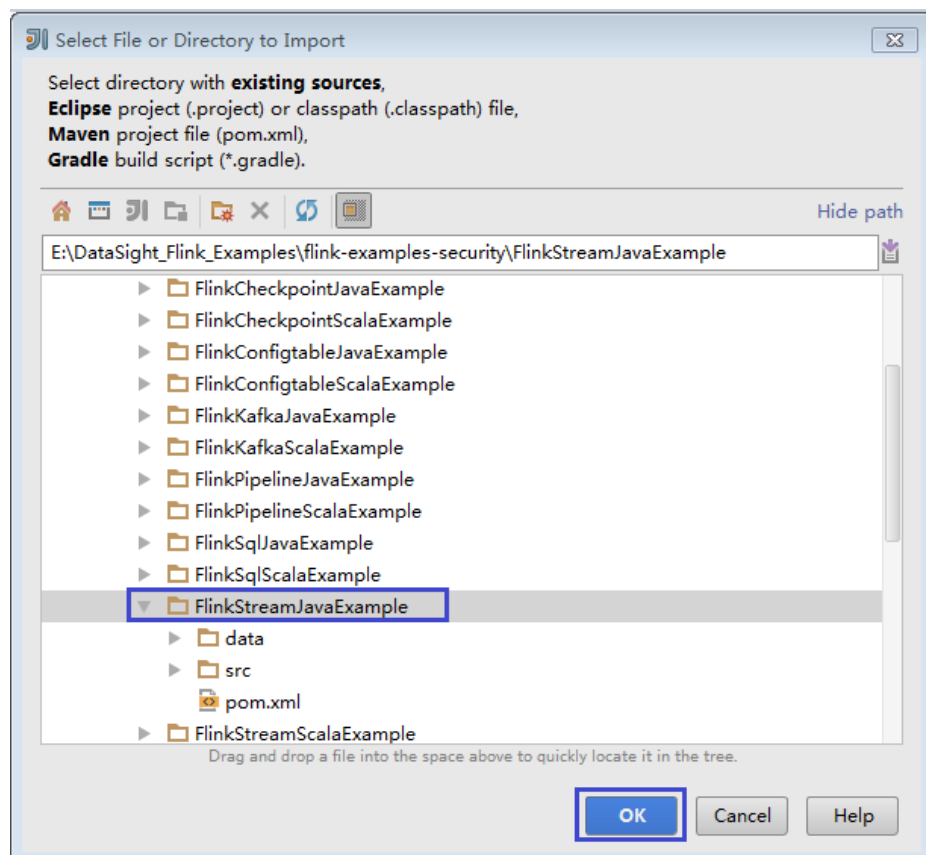 Select File or Directory to Import
Select directory with existing sources,
Eclipse project (.project) or classpath (.classpath) file,
Maven project file (pom.xml),
Gradle build script (*.gradle).
Hide path
E:\DataSight_Flink_Examples\flink-examples-security\FlinkStreamJavaExample
FlinkCheckpointJavaExample
FlinkCheckpointScalaExample
FlinkConfigtableJavaExample
FlinkConfigtableScalaExample
FlinkKafkaJavaExample
FlinkKafkaScalaExample
FlinkPipelineJavaExample
FlinkPipelineScalaExample
FlinkSqlJavaExample
FlinkSqlScalaExample
FlinkStreamJavaExample
data
src
pom.xml
FlinkStreamScalaExample
Drag and drop a file into the space above to quickly locate it in the tree.
OK Cancel Help